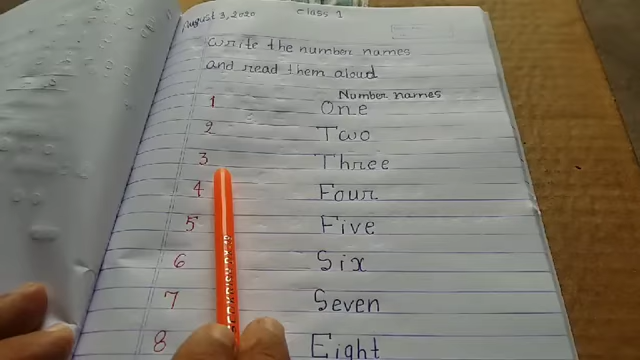 August 3, 2020 Class 1
Write the number names
and read them aloud
Number names
1 One
2 Two
3 Three
4 Four
5 Five
6 Six
7 Seven
8 Eight